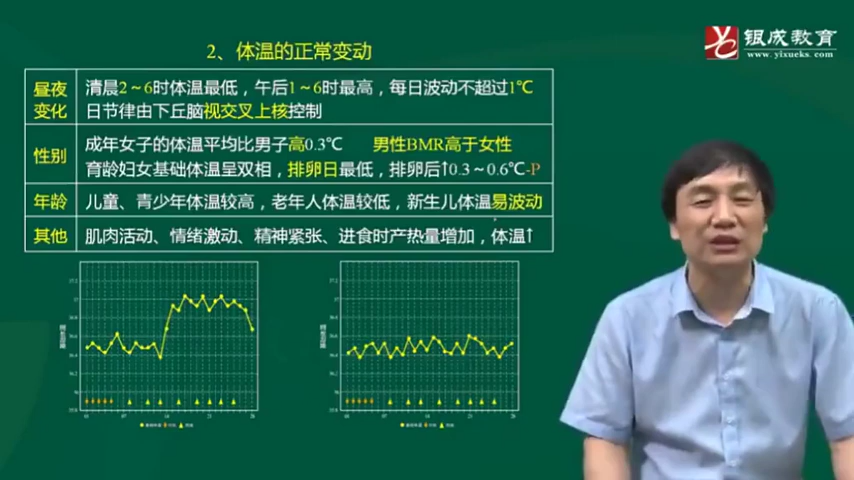 银成教育
www.yixueks.com
2、体温的正常变动
昼夜变化
清晨2～6时体温最低，午后1～6时最高，每日波动不超过1℃
日节律由下丘脑视交叉上核控制
性别
成年女子的体温平均比男子高0.3℃ 男性BMR高于女性
育龄妇女基础体温呈双相，排卵日最低，排卵后↑0.3～0.6℃-P
年龄
儿童、青少年体温较高，老年人体温较低，新生儿体温易波动
其他
肌肉活动、情绪激动、精神紧张、进食时产热量增加，体温↑